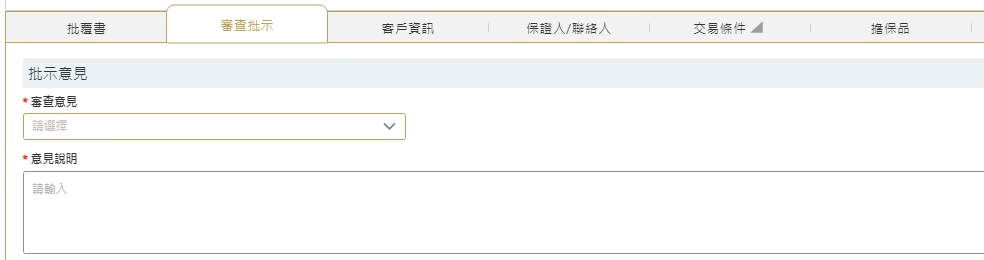 批覆書 審查批示 客戶資訊 保證人/聯絡人 交易條件 擔保品
批示意見
* 審查意見
請選擇
* 意見說明
請輸入